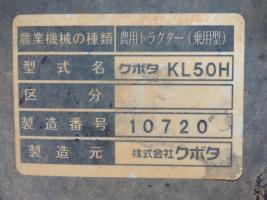 農業機械の種類 農用トラクター(乗用型)
型式名 クボタ KL50H
区分
製造番号 10720
製造元 株式会社クボタ